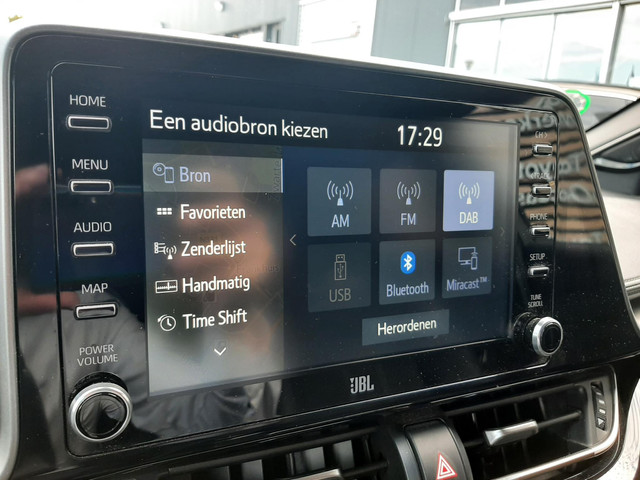 HOME
MENU
AUDIO
MAP
POWER
VOLUME
Een audiobron kiezen
17:29
Bron
Favorieten
Zenderlijst
Handmatig
Time Shift
AM
FM
DAB
USB
Bluetooth
Miracast™
Herordenen
JBL
CH >
PHONE
SETUP
TUNE
SCROLL